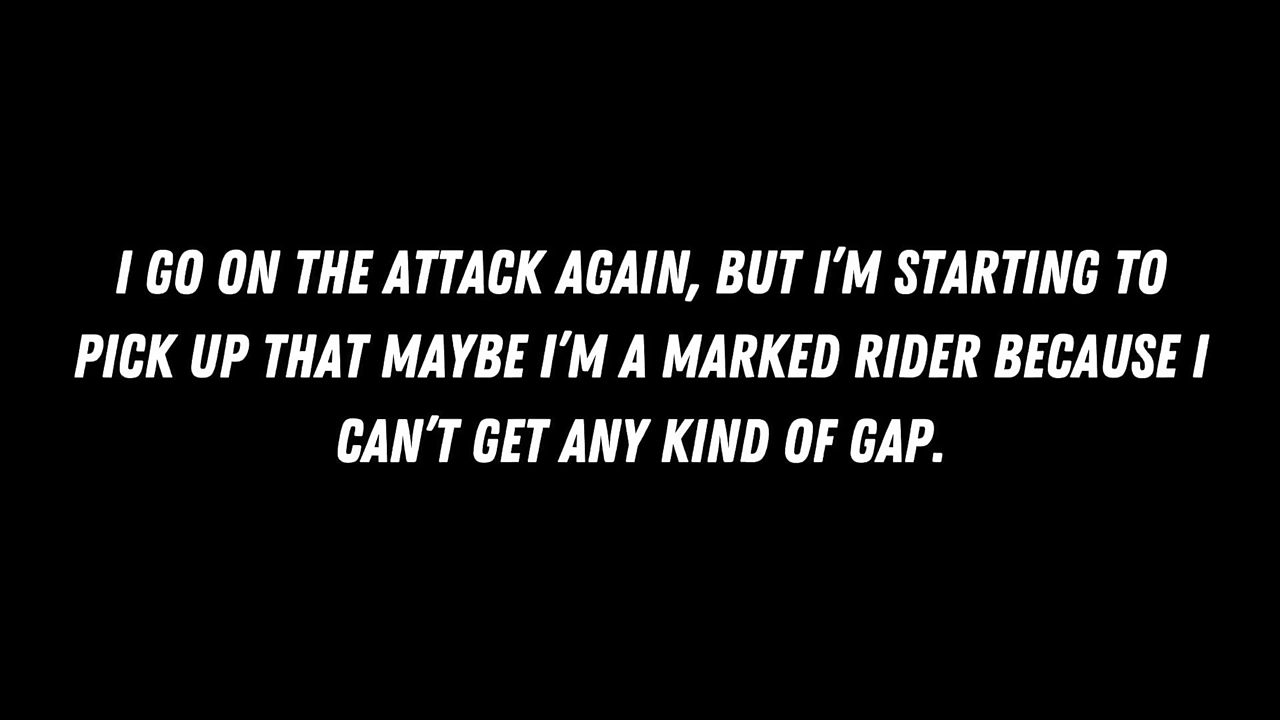 I GO ON THE ATTACK AGAIN, BUT I'M STARTING TO
PICK UP THAT MAYBE I'M A MARKED RIDER BECAUSE I
CAN'T GET ANY KIND OF GAP.